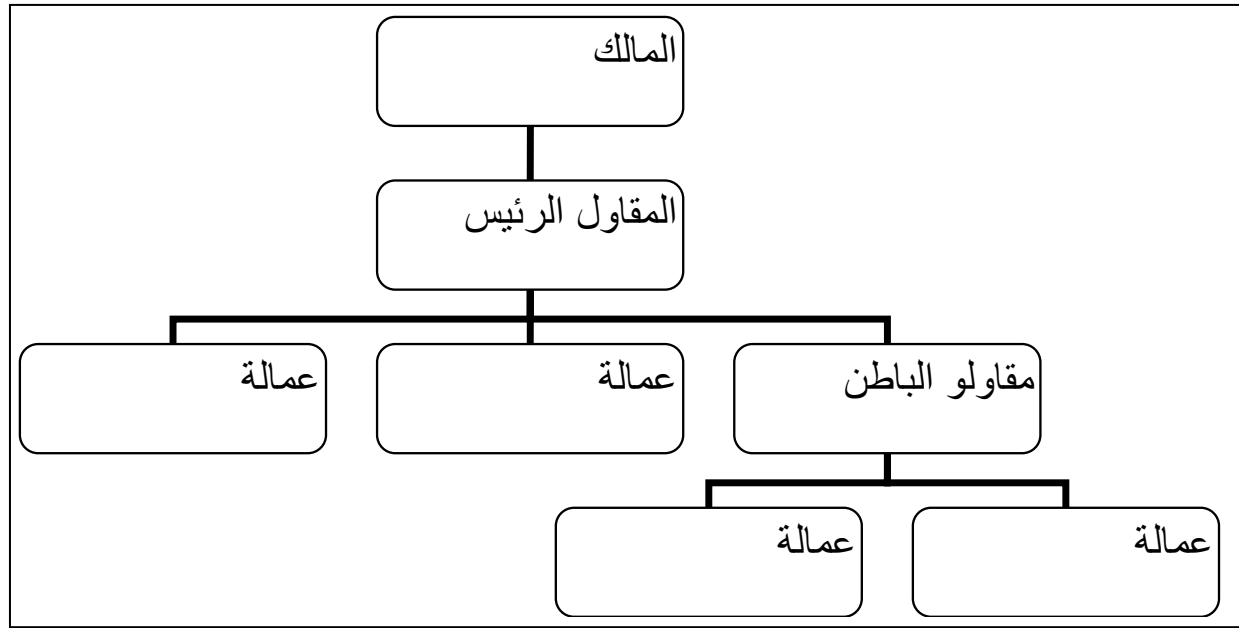 المالك
المقاول الرئيس
مقاولو الباطن
عمالة
عمالة
عمالة
عمالة